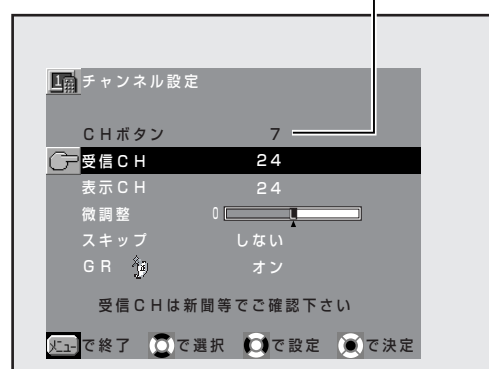 チャンネル設定
CHボタン 7
受信CH 24
表示CH 24
微調整 0
スキップ しない
GR オン
受信CHは新聞等でご確認下さい
メニューで終了 で選択 で設定 で決定